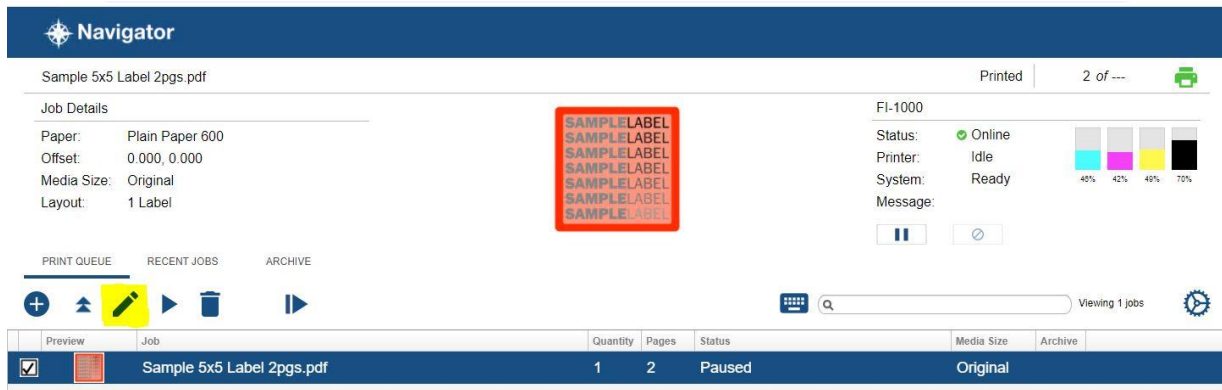 Navigator
Sample 5x5 Label 2pgs.pdf
Printed 2 of ---
Job Details
Paper: Plain Paper 600
Offset: 0.000, 0.000
Media Size: Original
Layout: 1 Label
SAMPLELABEL
SAMPLELABEL
SAMPLELABEL
SAMPLELABEL
SAMPLELABEL
SAMPLELABEL
SAMPLELABEL
FI-1000
Status: Online
Printer: Idle
System: Ready
Message:
46% 42% 49% 70%
PRINT QUEUE RECENT JOBS ARCHIVE
Viewing 1 jobs
Preview Job Quantity Pages Status Media Size Archive
Sample 5x5 Label 2pgs.pdf 1 2 Paused Original